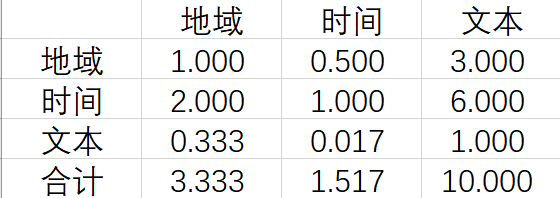 地域 时间 文本
地域 1.000 0.500 3.000
时间 2.000 1.000 6.000
文本 0.333 0.017 1.000
合计 3.333 1.517 10.000